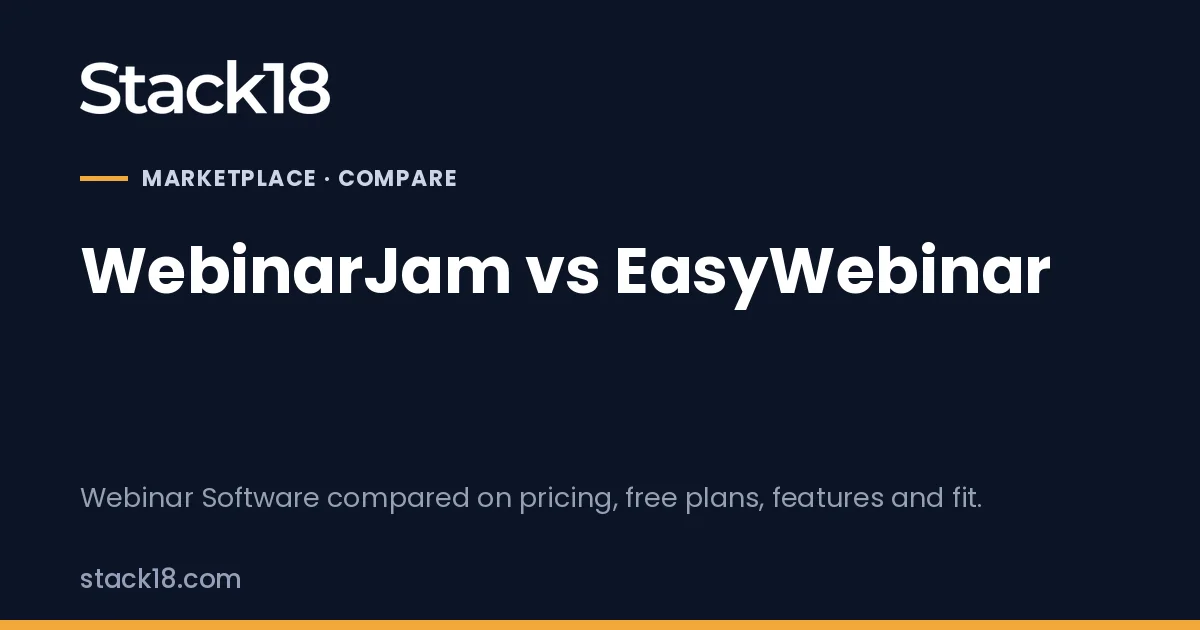 Stack18
MARKETPLACE · COMPARE
WebinarJam vs EasyWebinar
Webinar Software compared on pricing, free plans, features and fit.
stack18.com